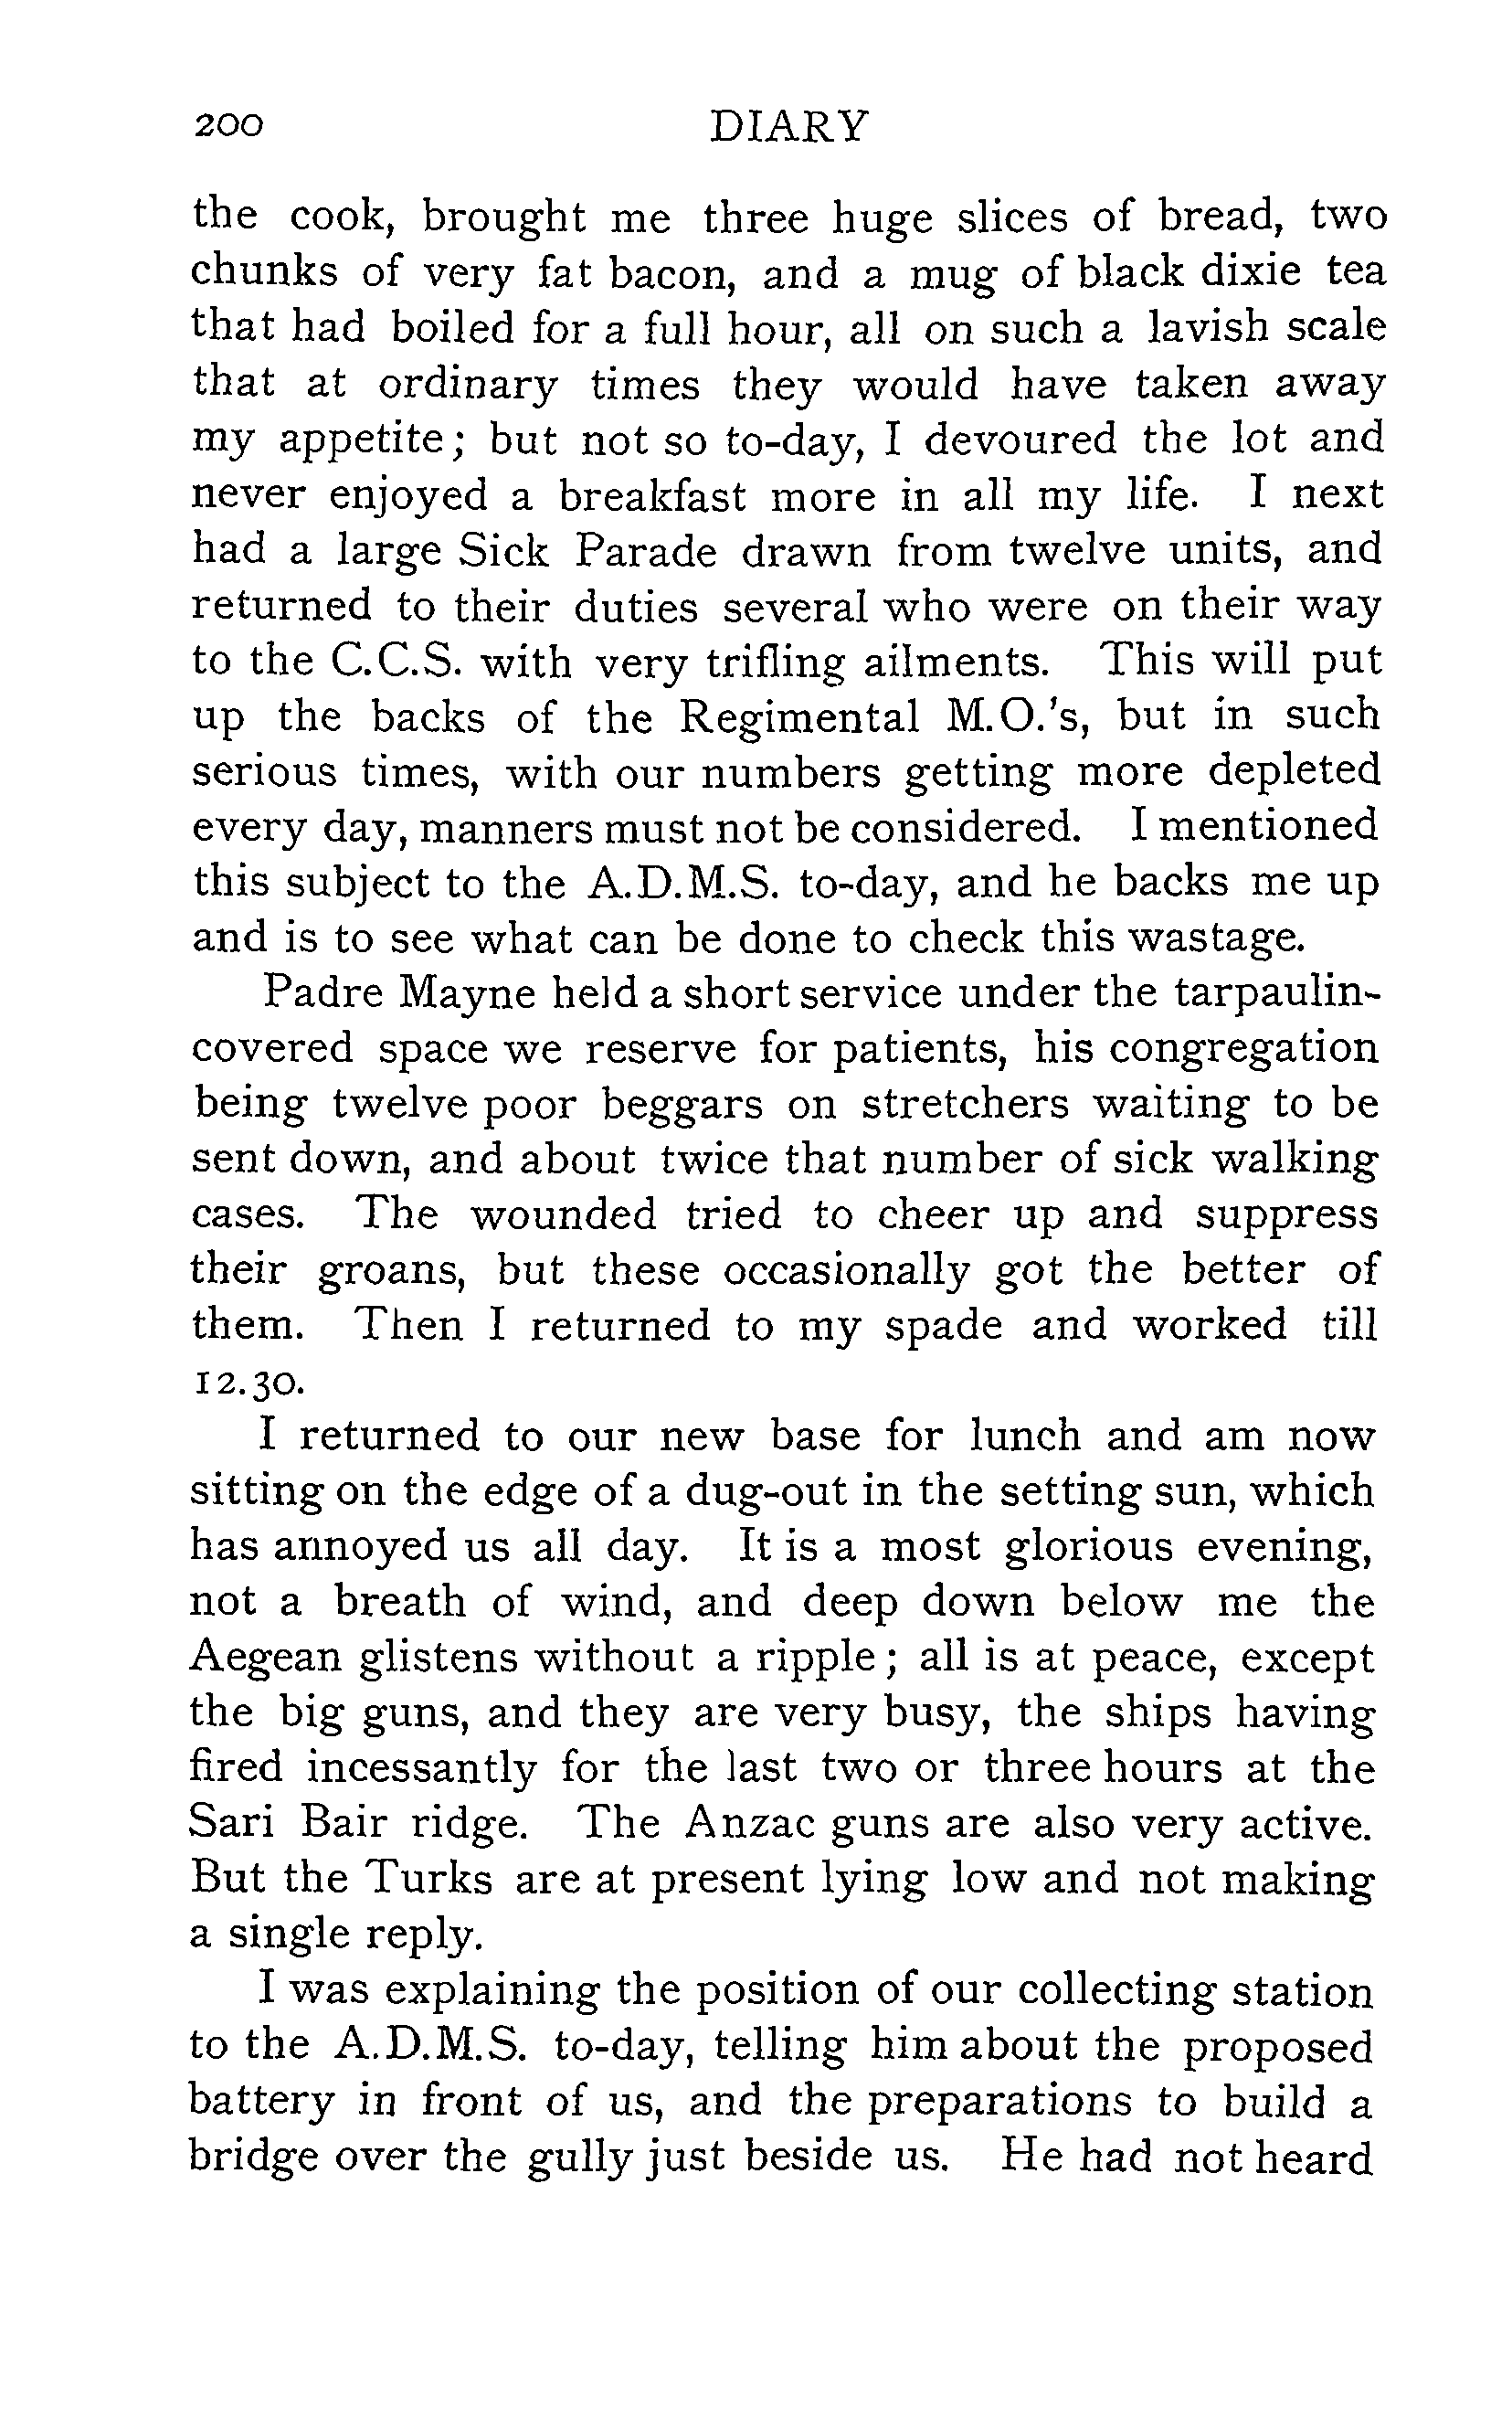 200 DIARY
the cook, brought me three huge slices of bread, two
chunks of very fat bacon, and a mug of black dixie tea
that had boiled for a full hour, all on such a lavish scale
that at ordinary times they would have taken away
my appetite; but not so to-day, I devoured the lot and
never enjoyed a breakfast more in all my life. I next
had a large Sick Parade drawn from twelve units, and
returned to their duties several who were on their way
to the C.C.S. with very trifling ailments. This will put
up the backs of the Regimental M.O.'s, but in such
serious times, with our numbers getting more depleted
every day, manners must not be considered. I mentioned
this subject to the A.D.M.S. to-day, and he backs me up
and is to see what can be done to check this wastage.
Padre Mayne held a short service under the tarpaulin-
covered space we reserve for patients, his congregation
being twelve poor beggars on stretchers waiting to be
sent down, and about twice that number of sick walking
cases. The wounded tried to cheer up and suppress
their groans, but these occasionally got the better of
them. Then I returned to my spade and worked till
12.30.
I returned to our new base for lunch and am now
sitting on the edge of a dug-out in the setting sun, which
has annoyed us all day. It is a most glorious evening,
not a breath of wind, and deep down below me the
Aegean glistens without a ripple; all is at peace, except
the big guns, and they are very busy, the ships having
fired incessantly for the last two or three hours at the
Sari Bair ridge. The Anzac guns are also very active.
But the Turks are at present lying low and not making
a single reply.
I was explaining the position of our collecting station
to the A.D.M.S. to-day, telling him about the proposed
battery in front of us, and the preparations to build a
bridge over the gully just beside us. He had not heard